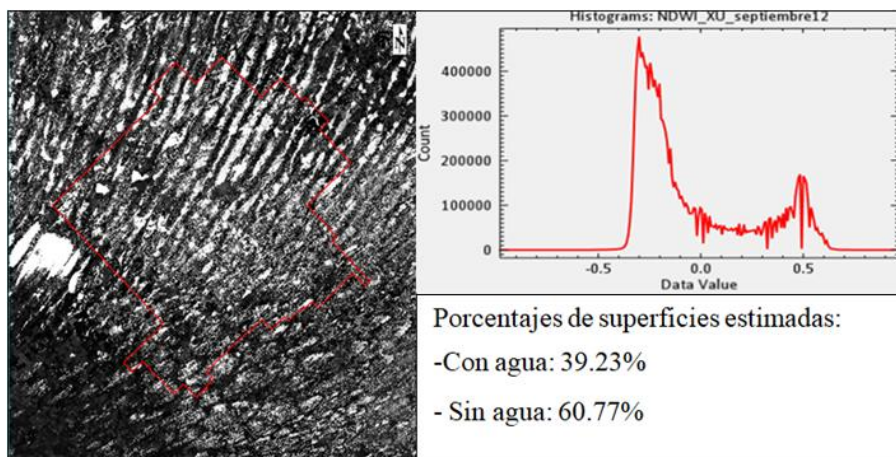 N
Histograms: NDWI_XU_septiembre12
400000
300000
200000
100000
0
Count
-0.5 0.0 0.5
Data Value
Porcentajes de superficies estimadas:
-Con agua: 39.23%
- Sin agua: 60.77%